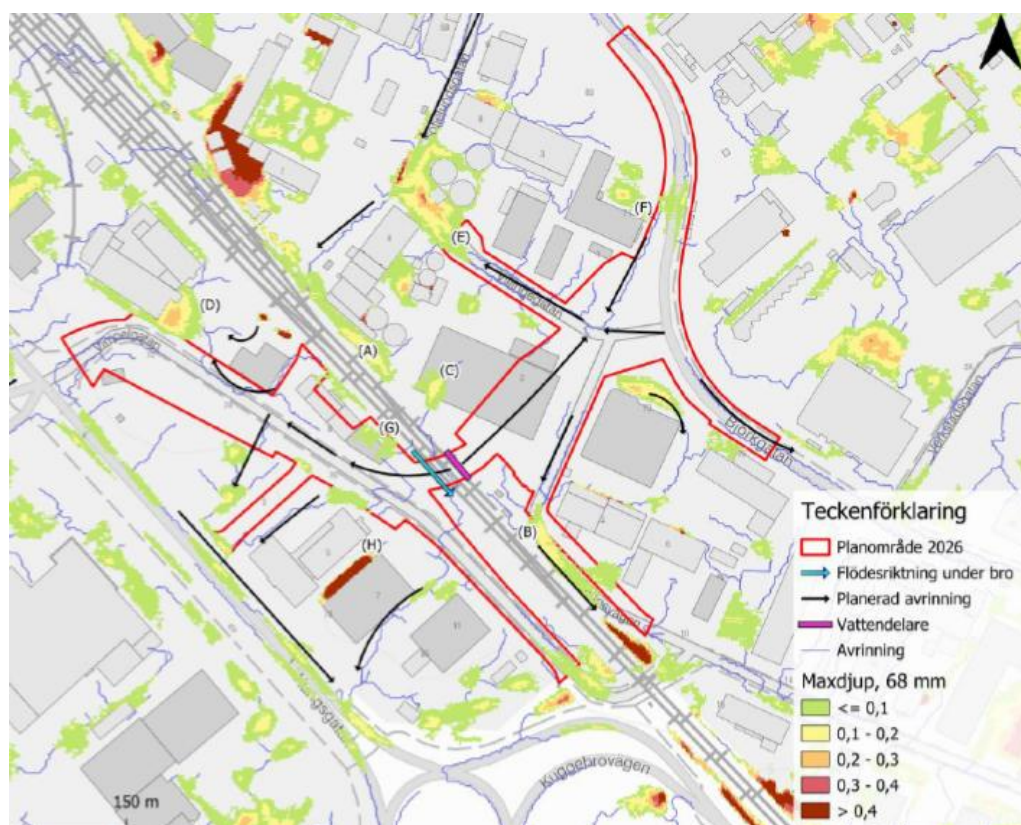 (E)
(F)
(D)
(A)
(C)
(G)
(B)
(H)
Björkgatan
Kuggebrovägen
150 m
Teckenförklaring
Planområde 2026
Flödesriktning under bro
Planerad avrinning
Vattendelare
Avrinning
Maxdjup, 68 mm
<= 0,1
0,1 - 0,2
0,2 - 0,3
0,3 - 0,4
> 0,4